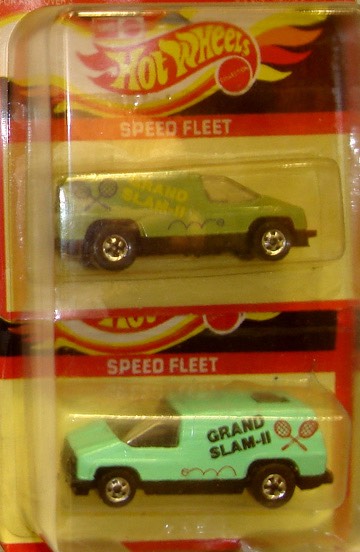 HOT WHEELS
SPEED FLEET
GRAND
SLAM-II
SPEED FLEET
GRAND
SLAM-II